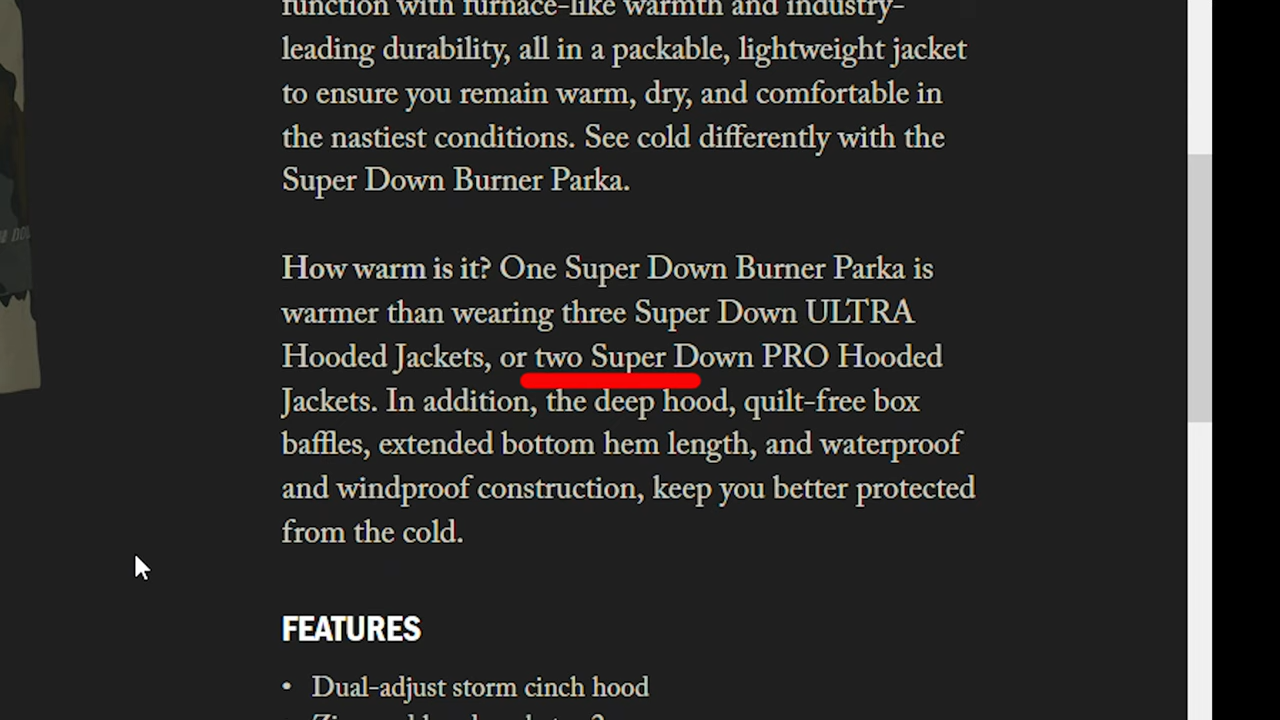 function with furnace-like warmth and industry-
leading durability, all in a packable, lightweight jacket
to ensure you remain warm, dry, and comfortable in
the nastiest conditions. See cold differently with the
Super Down Burner Parka.
How warm is it? One Super Down Burner Parka is
warmer than wearing three Super Down ULTRA
Hooded Jackets, or two Super Down PRO Hooded
Jackets. In addition, the deep hood, quilt-free box
baffles, extended bottom hem length, and waterproof
and windproof construction, keep you better protected
from the cold.
FEATURES
• Dual-adjust storm cinch hood